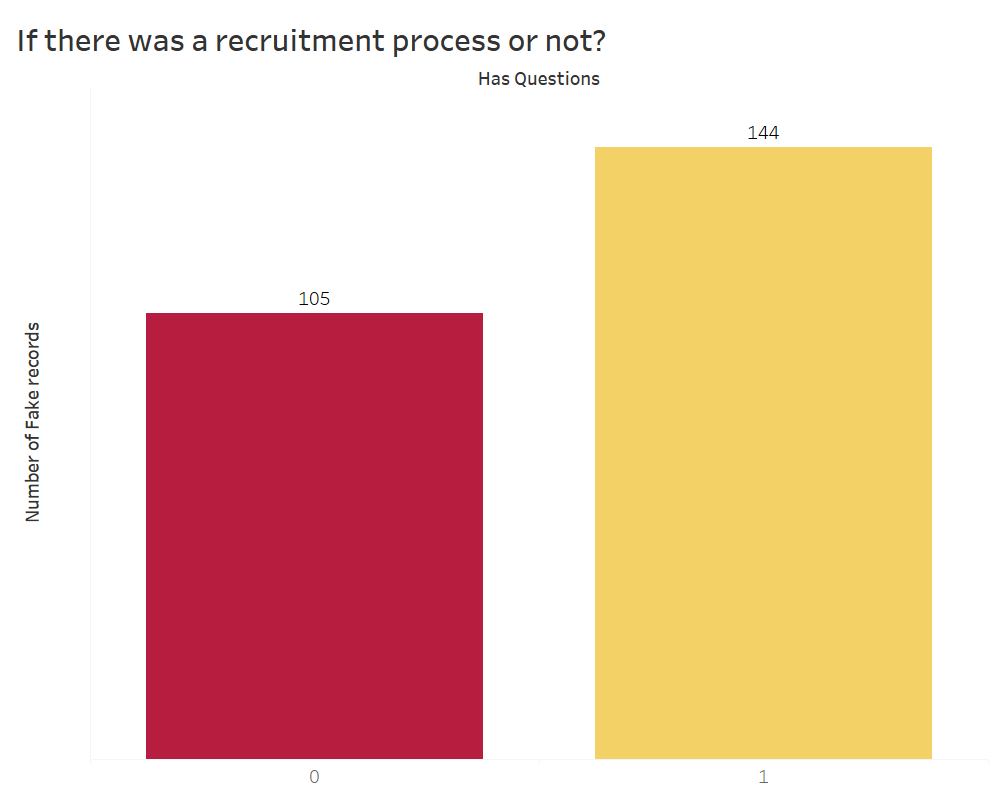 If there was a recruitment process or not?
Has Questions
144
105
Number of Fake records
0
1